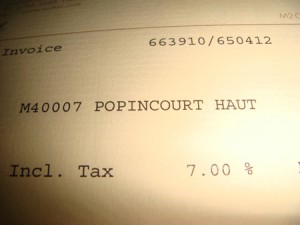 Invoice 663910/650412
M40007 POPINCOURT HAUT
Incl. Tax 7.00 %